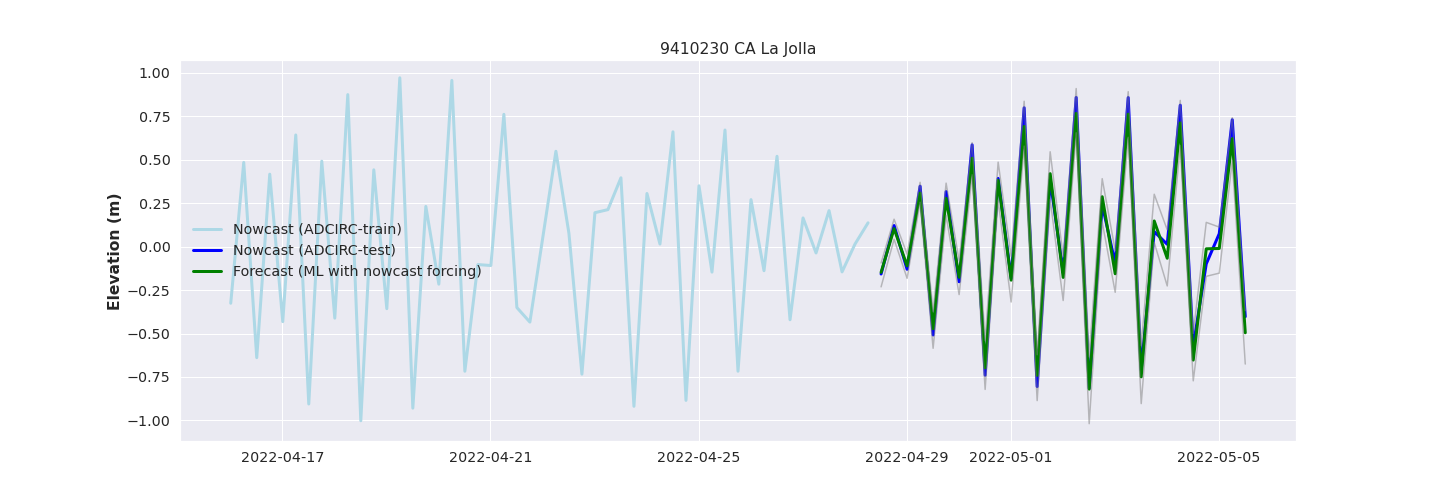 9410230 CA La Jolla
1.00
0.75
0.50
0.25
0.00
−0.25
−0.50
−0.75
−1.00
Elevation (m)
Nowcast (ADCIRC-train)
Nowcast (ADCIRC-test)
Forecast (ML with nowcast forcing)
2022-04-17 2022-04-21 2022-04-25 2022-04-29 2022-05-01 2022-05-05